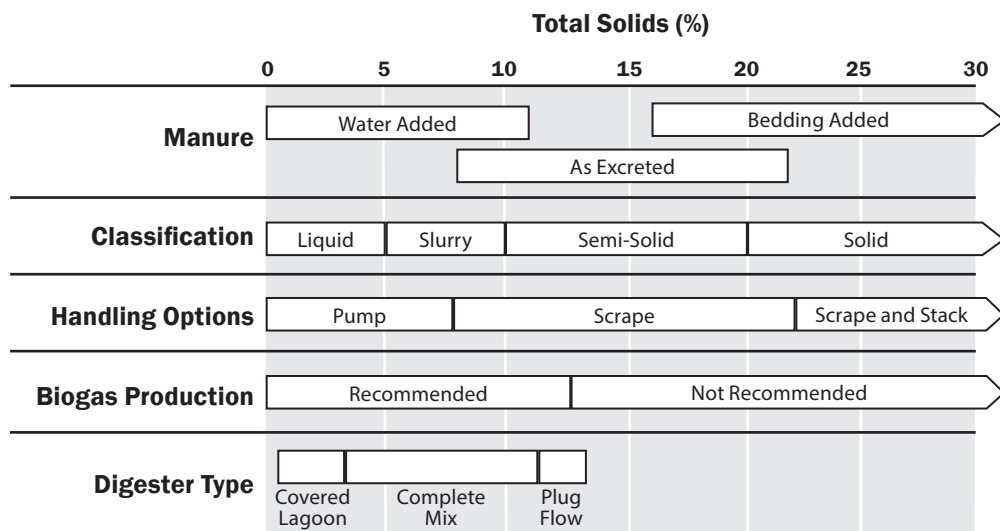 Total Solids (%)
0 5 10 15 20 25 30
Manure
Water Added
Bedding Added
As Excreted
Classification
Liquid
Slurry
Semi-Solid
Solid
Handling Options
Pump
Scrape
Scrape and Stack
Biogas Production
Recommended
Not Recommended
Digester Type
Covered
Lagoon
Complete
Mix
Plug
Flow